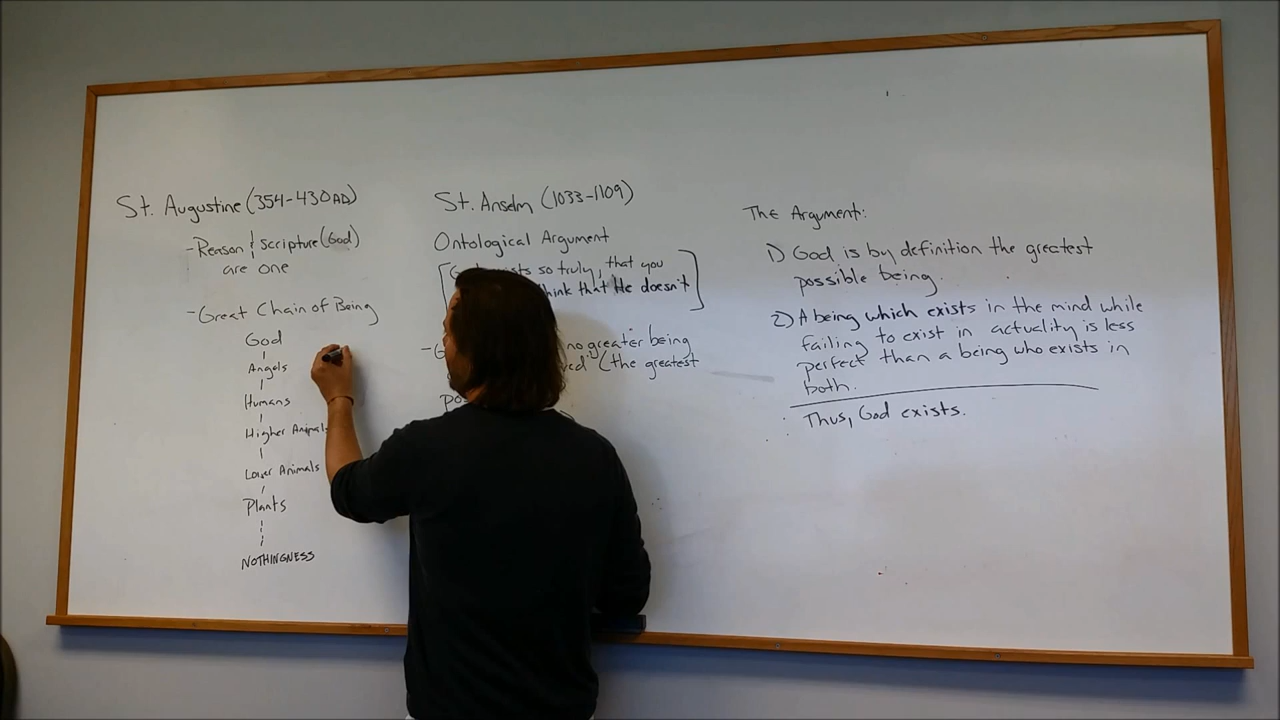 St. Augustine (354-430AD)
- Reason & Scripture (God)
are one
- Great Chain of Being
God
Angels
Humans
Higher Animals
Lower Animals
Plants
NOTHINGNESS
St. Anselm (1033-1109)
Ontological Argument
so truly, that you
think that He doesn't
no greater being
(the greatest
The Argument:
1) God is by definition the greatest
possible being.
2) A being which exists in the mind while
failing to exist in actuality is less
perfect than a being who exists in
both.
Thus, God exists.